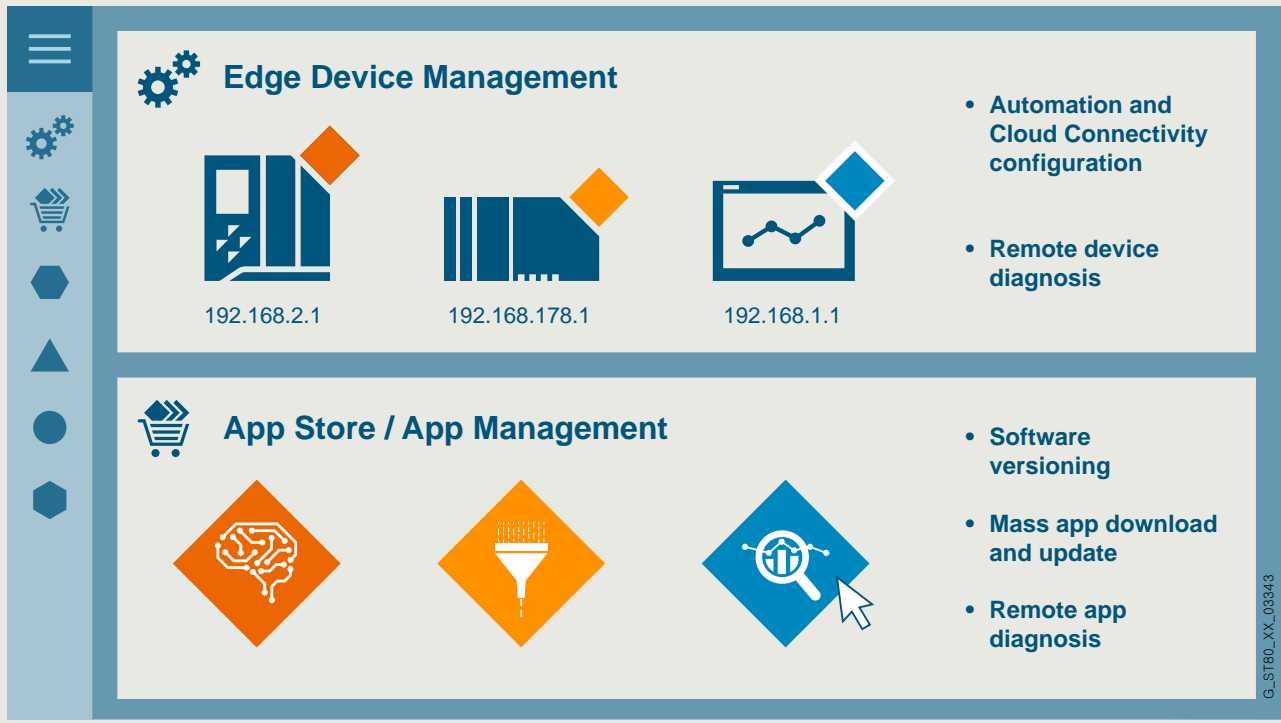 Edge Device Management
192.168.2.1
192.168.178.1
192.168.1.1
• Automation and
Cloud Connectivity
configuration
• Remote device
diagnosis
App Store / App Management
• Software
versioning
• Mass app download
and update
• Remote app
diagnosis
G_ST80_XX_03343